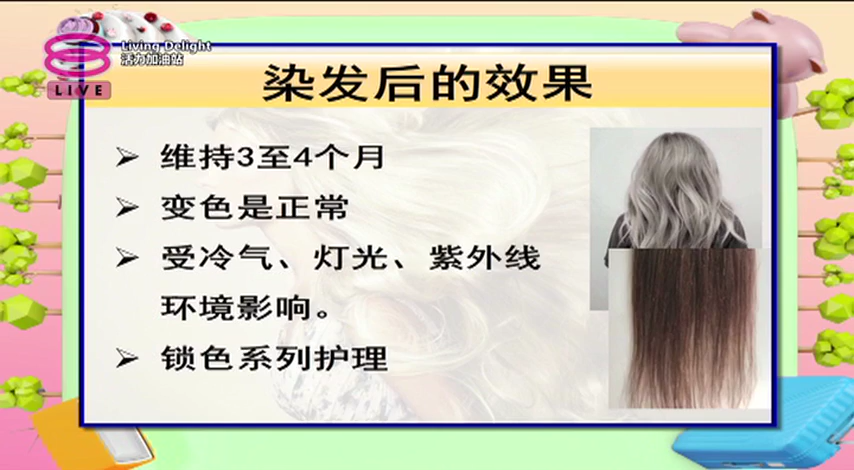 Living Delight
活力加油站
LIVE
染发后的效果
➢ 维持3至4个月
➢ 变色是正常
➢ 受冷气、灯光、紫外线
环境影响。
➢ 锁色系列护理